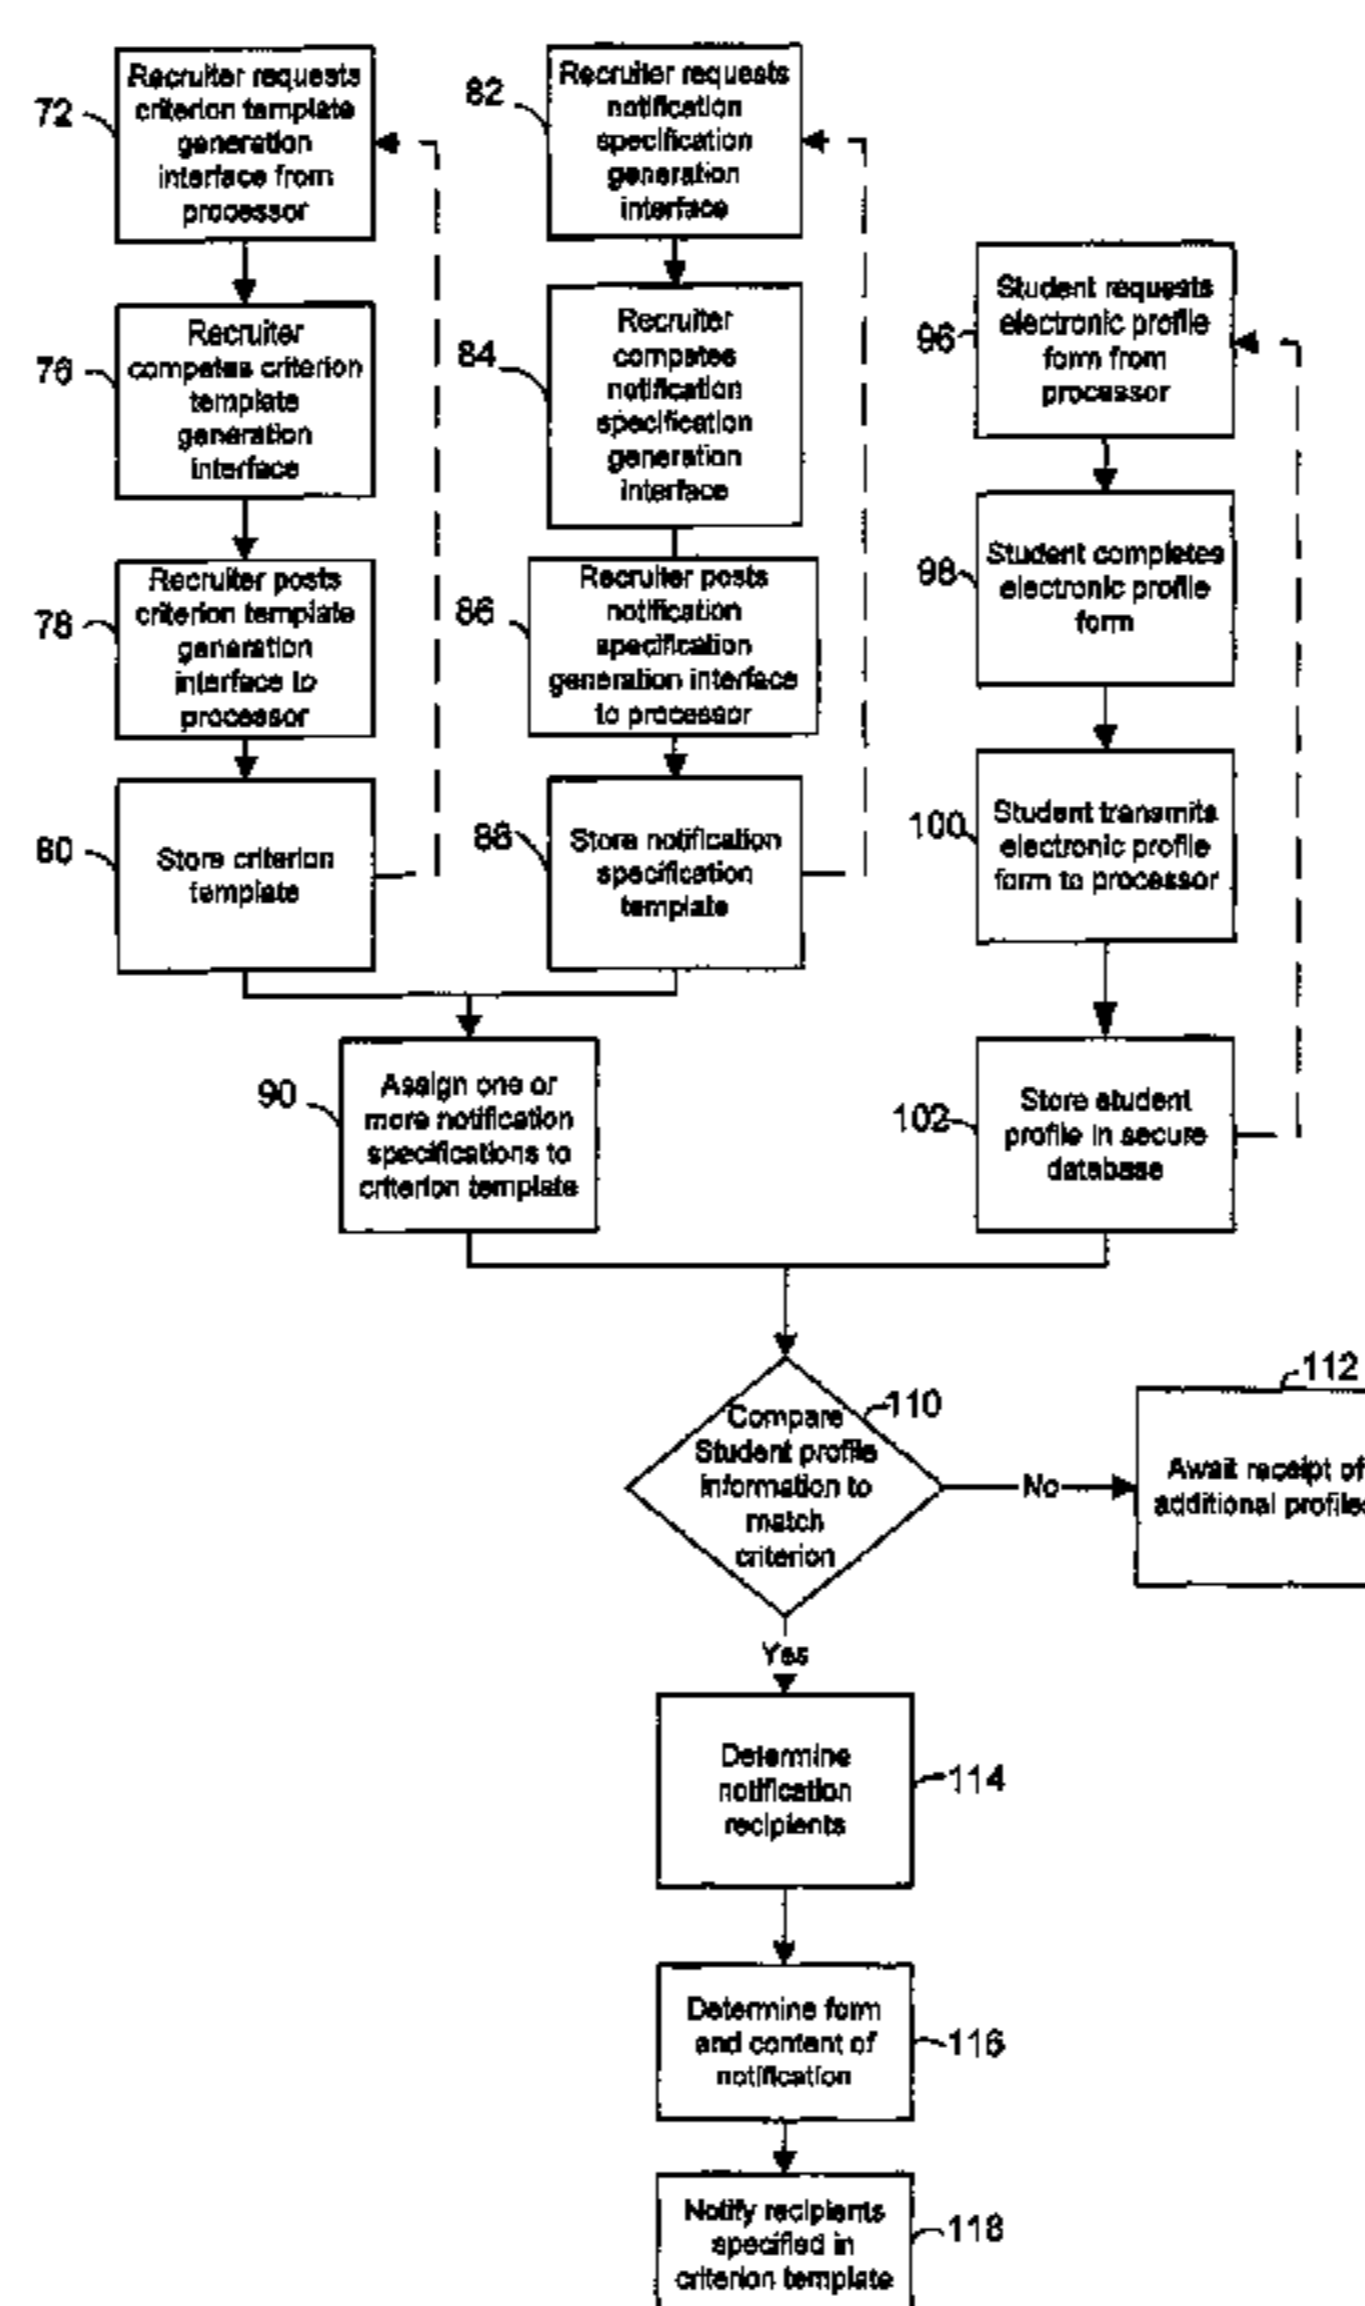 72
Recruiter requests
criterion template
generation
interface from
processor
76
Recruiter
competes criterion
template
generation
interface
78
Recruiter posts
criterion template
generation
interface to
processor
80
Store criterion
template
82
Recruiter requests
notification
specification
generation
interface
84
Recruiter
competes
notification
specification
generation
interface
86
Recruiter posts
notification
specification
generation interface
to processor
88
Store notification
specification
template
90
Assign one or
more notification
specifications to
criterion template
96
Student requests
electronic profile
form from
processor
98
Student completes
electronic profile
form
100
Student transmits
electronic profile
form to processor
102
Store student
profile in secure
database
110
Compare
Student profile
information to
match
criterion
No
112
Await receipt of
additional profiles
Yes
114
Determine
notification
recipients
116
Determine form
and content of
notification
118
Notify recipients
specified in
criterion template